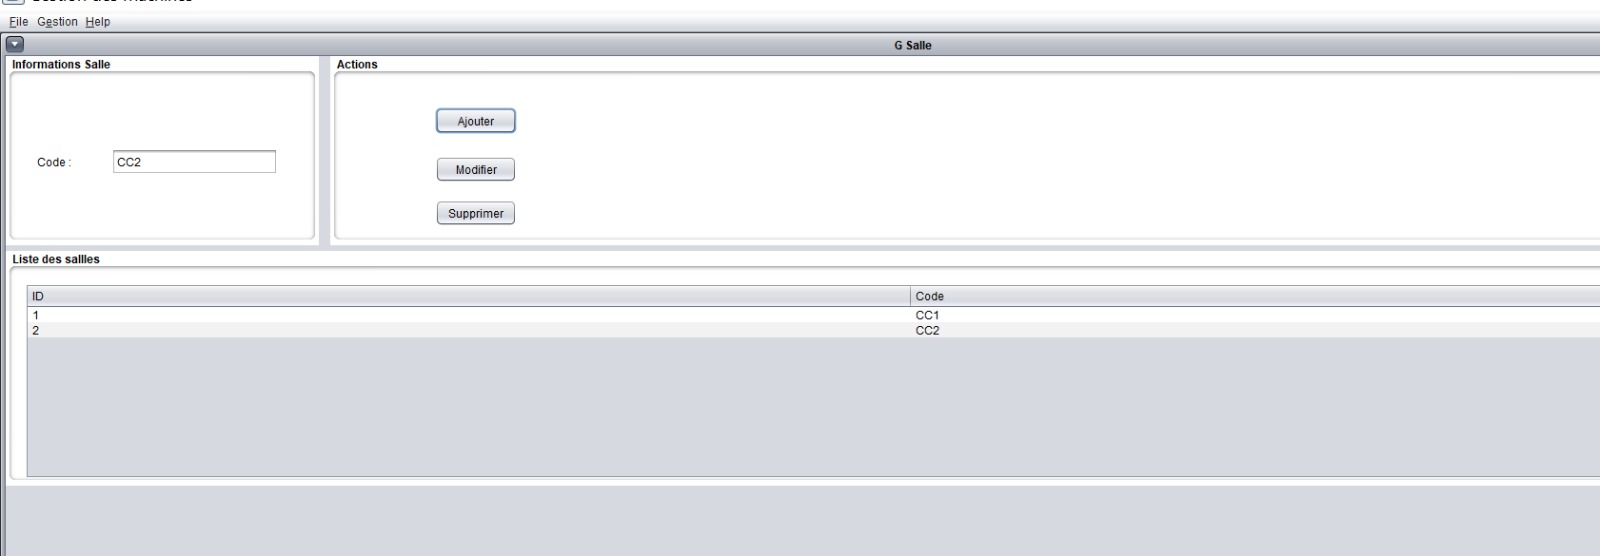 File Gestion Help
G Salle
Informations Salle
Actions
Ajouter
Code :
CC2
Modifier
Supprimer
Liste des sallles
ID Code
1 CC1
2 CC2